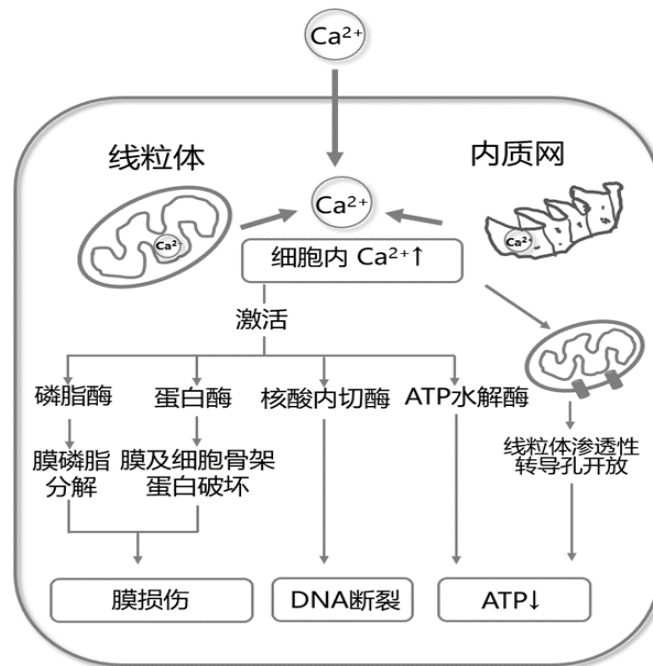 Ca²⁺
线粒体
内质网
Ca²⁺
Ca²⁺
Ca²⁺
细胞内 Ca²⁺↑
激活
磷脂酶
蛋白酶
核酸内切酶
ATP水解酶
膜磷脂
分解
膜及细胞骨架
蛋白破坏
线粒体渗透性
转导孔开放
膜损伤
DNA断裂
ATP↓